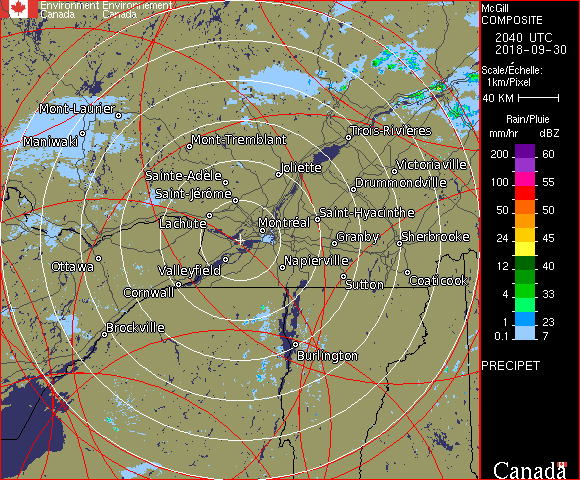 Environment Environnement
Canada Canada
McGill
COMPOSITE
2040 UTC
2018-09-30
Scale/Échelle:
1km/Pixel
40 KM
Rain/Pluie
mm/hr dBZ
200 60
150 57
100 55
50 50
24 45
12 40
4 33
1 23
0.1 7
PRECIPET
Canada
Mont-Laurier
Maniwaki
Mont-Tremblant
Trois-Rivières
Sainte-Adèle
Joliette
Victoriaville
Saint-Jérôme
Drummondville
Lachute
Montréal
Saint-Hyacinthe
Granby
Sherbrooke
Ottawa
Valleyfield
Napierville
Cornwall
Sutton
Coaticook
Brockville
Burlington